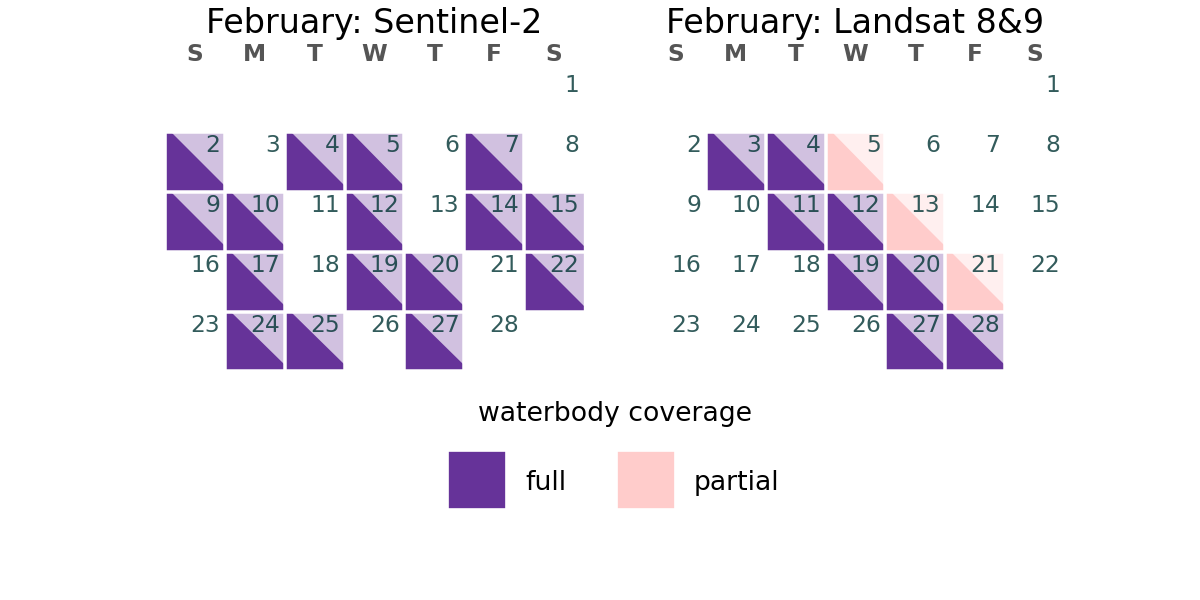 February: Sentinel-2
S M T W T F S
1
2 3 4 5 6 7 8
9 10 11 12 13 14 15
16 17 18 19 20 21 22
23 24 25 26 27 28
February: Landsat 8&9
S M T W T F S
1
2 3 4 5 6 7 8
9 10 11 12 13 14 15
16 17 18 19 20 21 22
23 24 25 26 27 28
waterbody coverage
full
partial